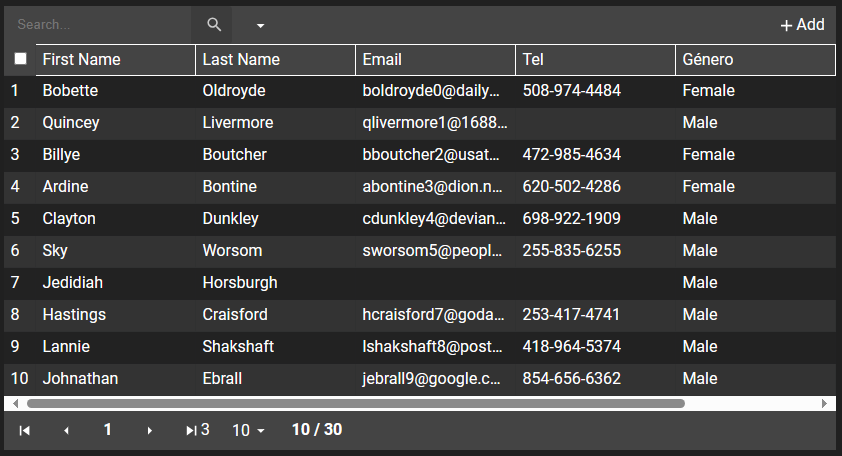 Search... + Add
First Name Last Name Email Tel Género
1 Bobette Oldroyde boldroyde0@daily... 508-974-4484 Female
2 Quincey Livermore qlivermore1@1688... Male
3 Billye Boutcher bboutcher2@usat... 472-985-4634 Female
4 Ardine Bontine abontine3@dion.n... 620-502-4286 Female
5 Clayton Dunkley cdunkley4@devian... 698-922-1909 Male
6 Sky Worsom sworsom5@peopl... 255-835-6255 Male
7 Jedidiah Horsburgh Male
8 Hastings Craisford hcraisford7@goda... 253-417-4741 Male
9 Lannie Shakshaft lshakshaft8@post... 418-964-5374 Male
10 Johnathan Ebrall jebrall9@google.c... 854-656-6362 Male
1 3 10 10 / 30